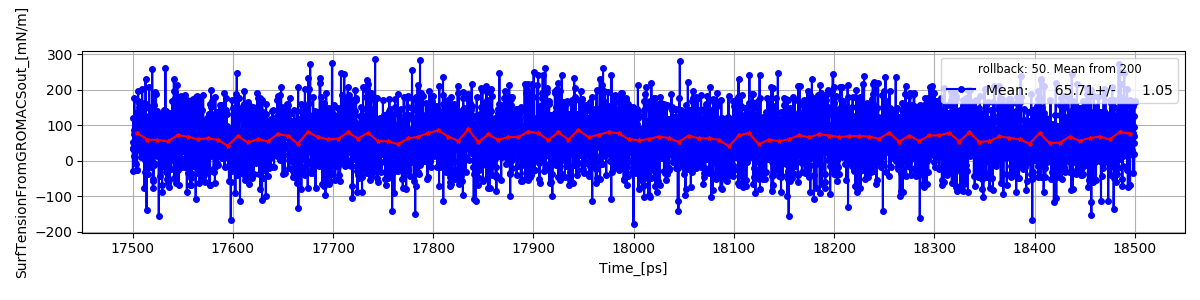 SurfTensionFromGROMACSout_[mN/m]
300
200
100
0
−100
−200
rollback: 50. Mean from 200
Mean: 65.71+/- 1.05
17500 17600 17700 17800 17900 18000 18100 18200 18300 18400 18500
Time_[ps]